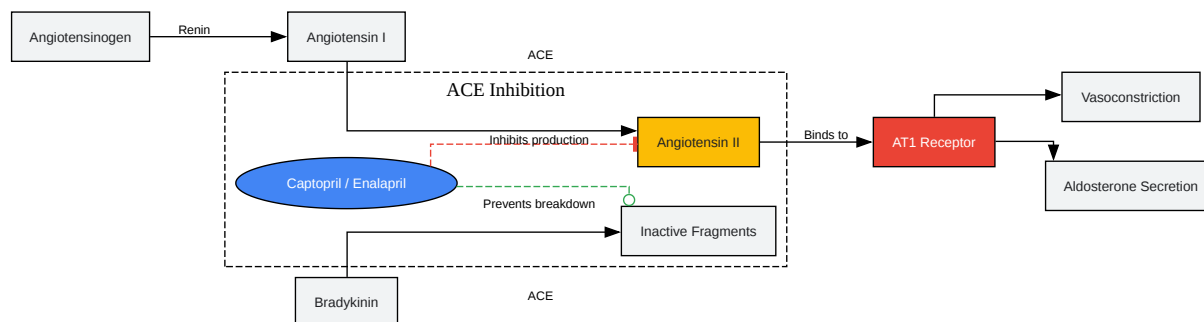 Angiotensinogen
Renin
Angiotensin I
ACE
ACE Inhibition
Vasoconstriction
Inhibits production
Angiotensin II
Binds to
AT1 Receptor
Captopril / Enalapril
Aldosterone Secretion
Prevents breakdown
Inactive Fragments
Bradykinin
ACE